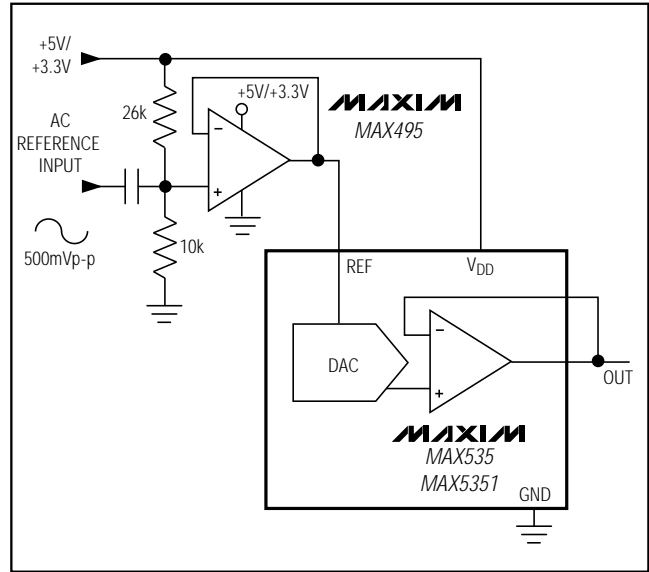 +5V/
+3.3V
26k
+5V/+3.3V
MAXIM
MAX495
AC
REFERENCE
INPUT
−
+
500mVp-p
10k
REF
VDD
DAC
−
+
OUT
MAXIM
MAX535
MAX5351
GND